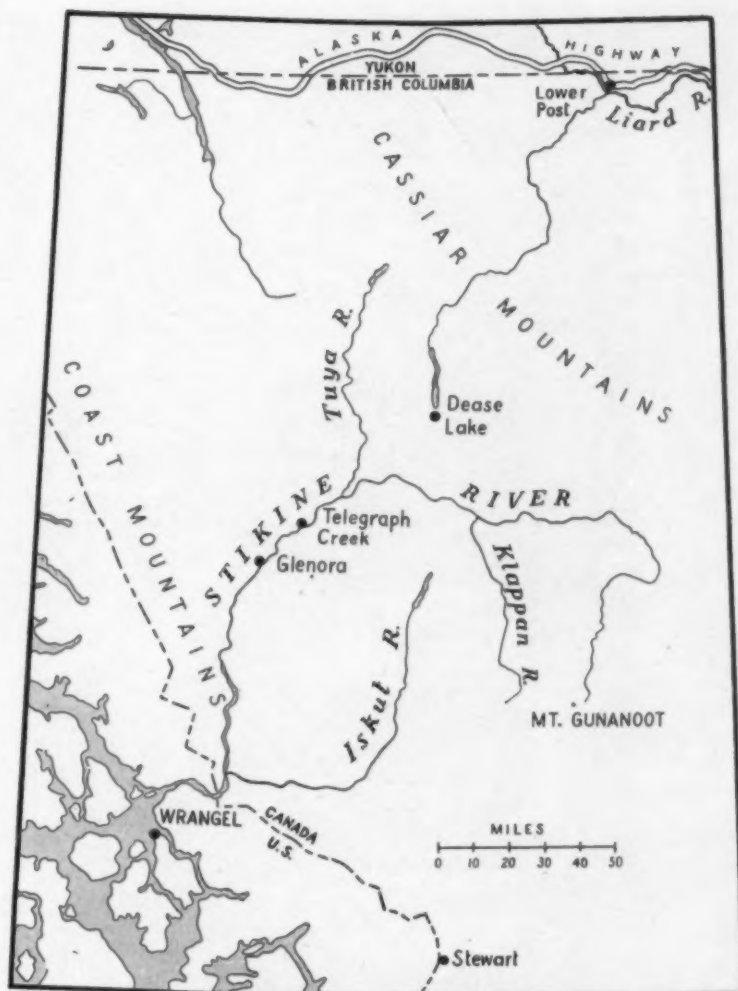 ALASKA HIGHWAY
YUKON
BRITISH COLUMBIA
Lower
Post
Liard R.
CASSIAR
MOUNTAINS
Tuya R.
Dease
Lake
COAST MOUNTAINS
STIKINE RIVER
Telegraph
Creek
Glenora
Klappan R.
Iskut R.
MT. GUNANOOT
WRANGEL
CANADA
U.S.
MILES
0 10 20 30 40 50
Stewart